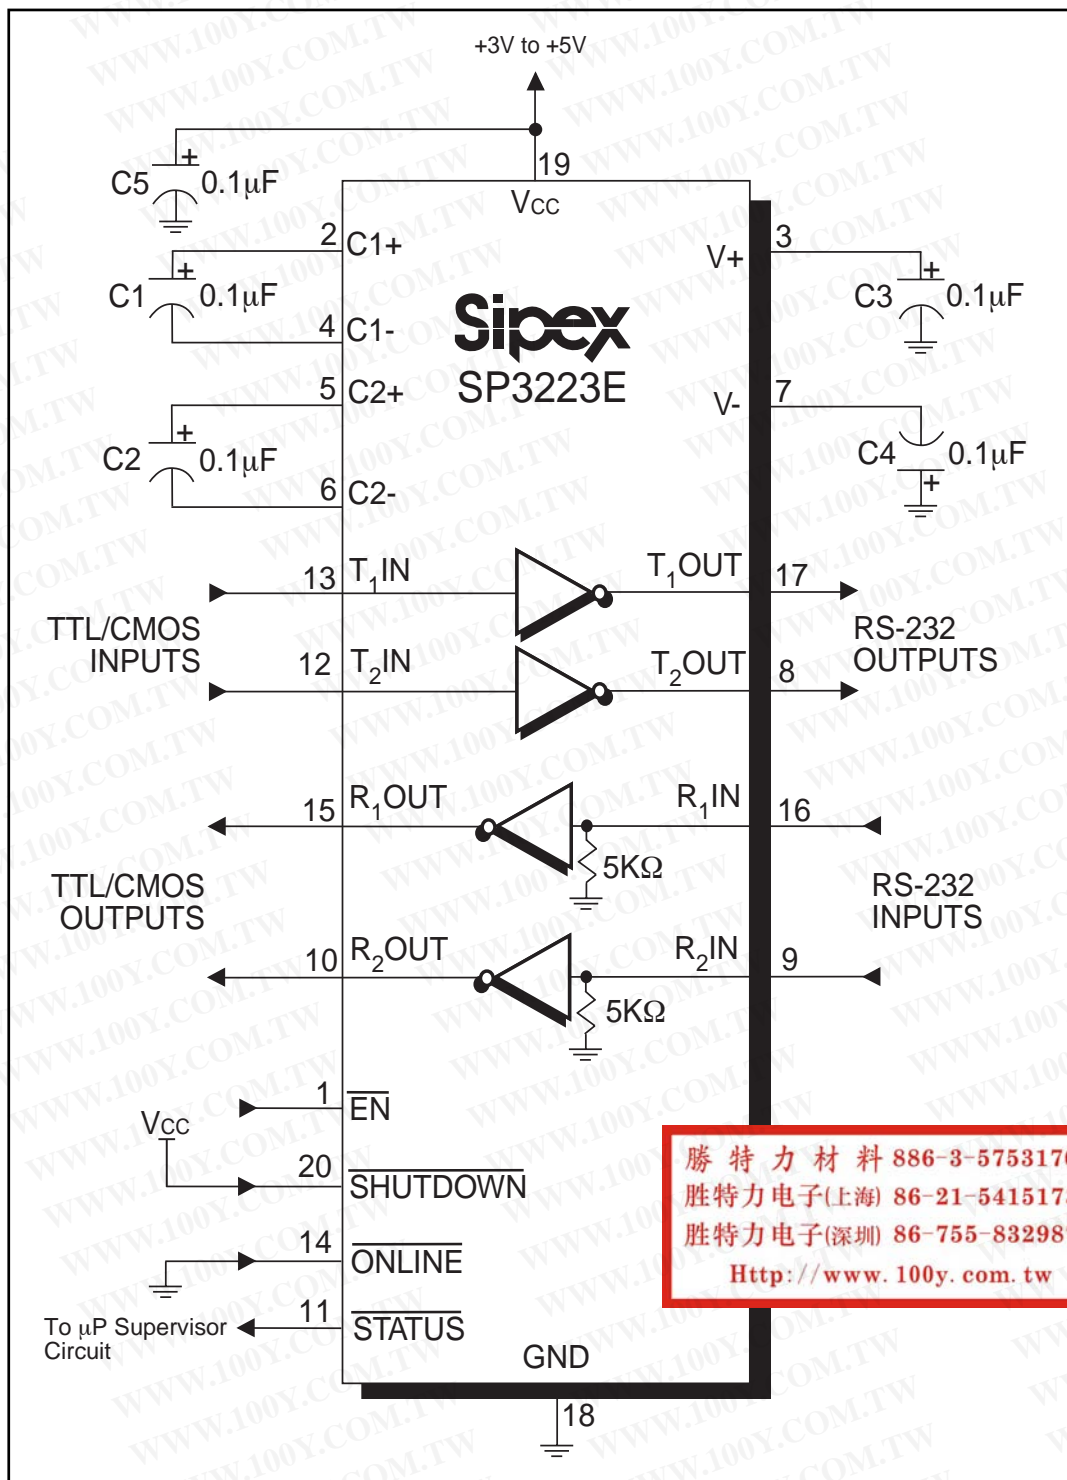 +3V to +5V
19
VCC
C5
+
0.1µF
2
C1+
C1
+
0.1µF
4
C1-
5
C2+
C2
+
0.1µF
6
C2-
Sipex
SP3223E
V+
3
C3
+
0.1µF
V-
7
C4
0.1µF
+
13
T1IN
T1OUT
17
TTL/CMOS
INPUTS
RS-232
OUTPUTS
12
T2IN
T2OUT
8
15
R1OUT
R1IN
16
5KΩ
TTL/CMOS
OUTPUTS
RS-232
INPUTS
10
R2OUT
R2IN
9
5KΩ
1
EN
VCC
20
SHUTDOWN
14
ONLINE
11
STATUS
To µP Supervisor
Circuit
GND
18
勝 特 力 材 料 886-3-575317
胜特力电子(上海) 86-21-541517
胜特力电子(深圳) 86-755-83298
Http://www.100y.com.tw
WWW.100Y.COM.TW